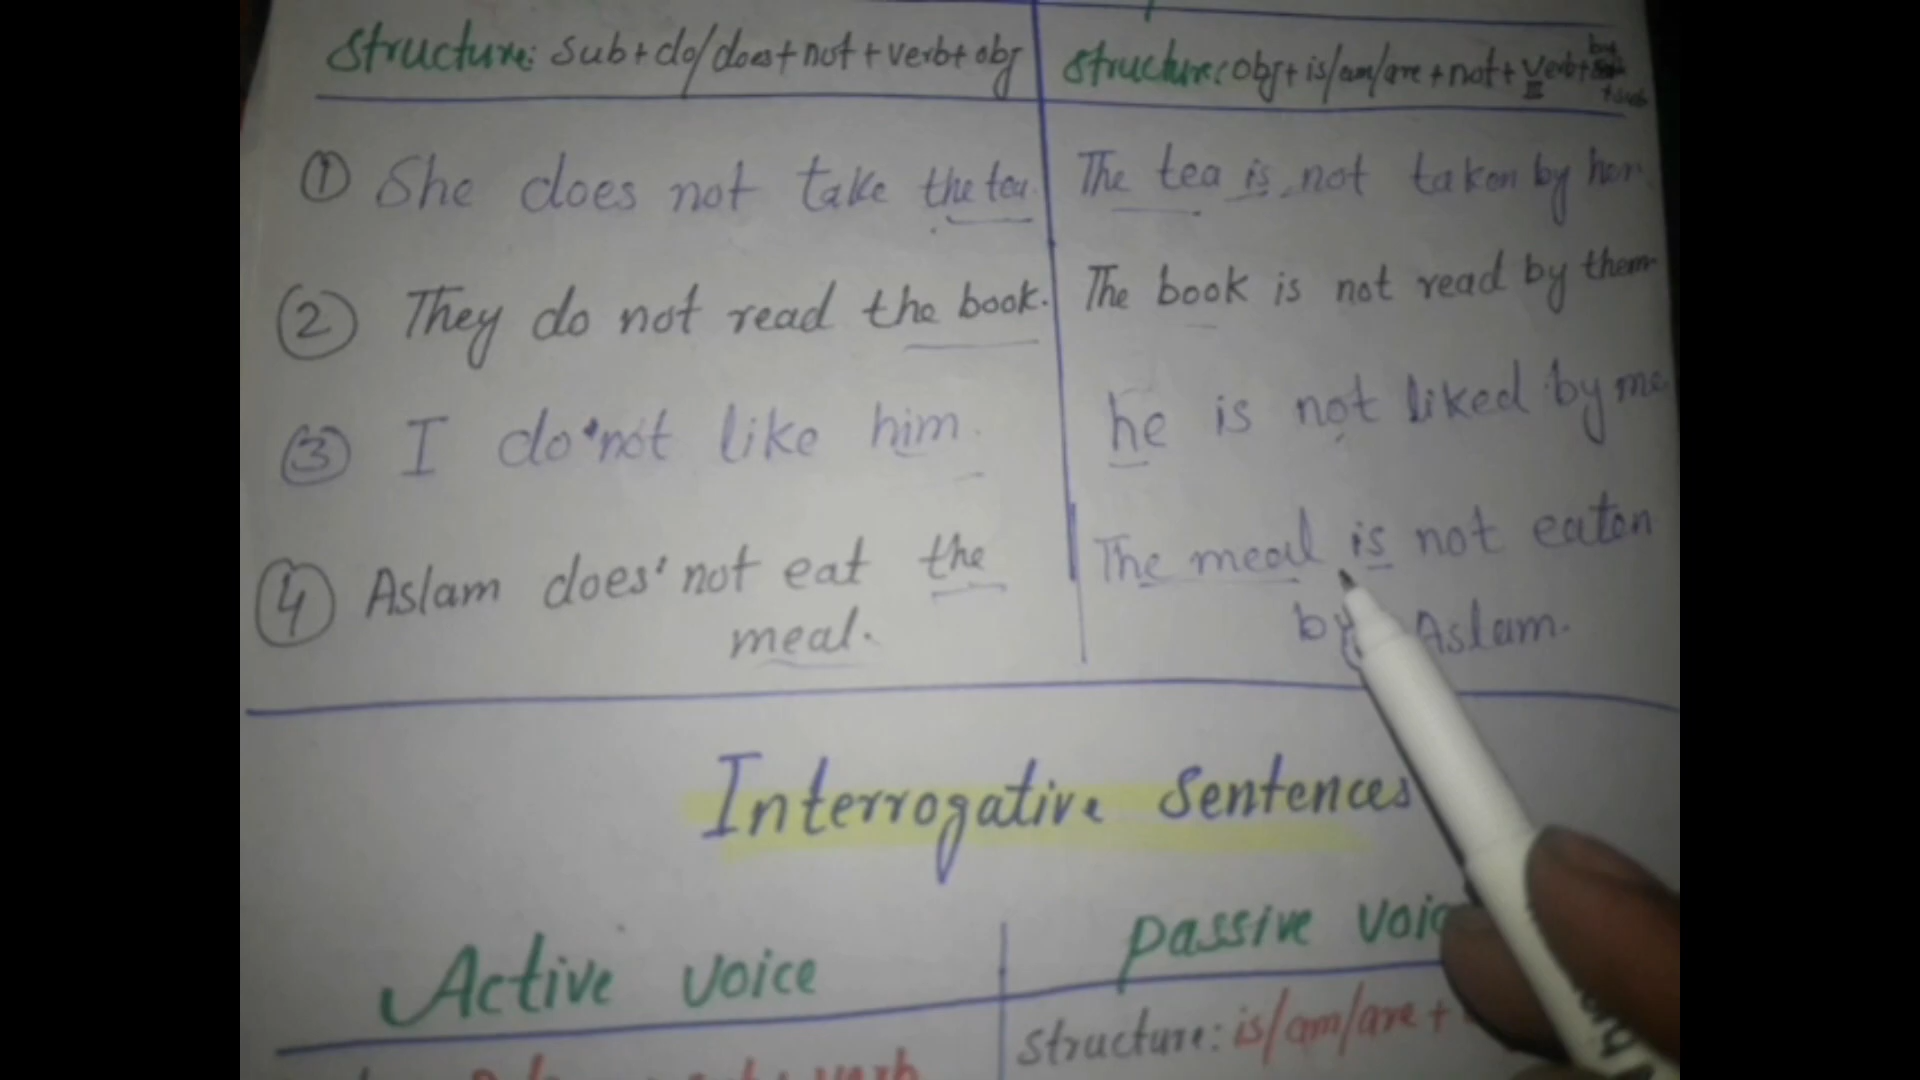 Structure: Sub+do/does+not+verb+obj
Structure: obj+is/am/are+not+verb+by
III
+sub
① She does not take the tea.
The tea is not taken by her
② They do not read the book.
The book is not read by them
③ I do not like him.
he is not liked by me
④ Aslam does not eat the
meal.
The meal is not eaten
by Aslam.
Interrogative Sentences
Active voice
Passive voic
Structure: is/am/are+
verb